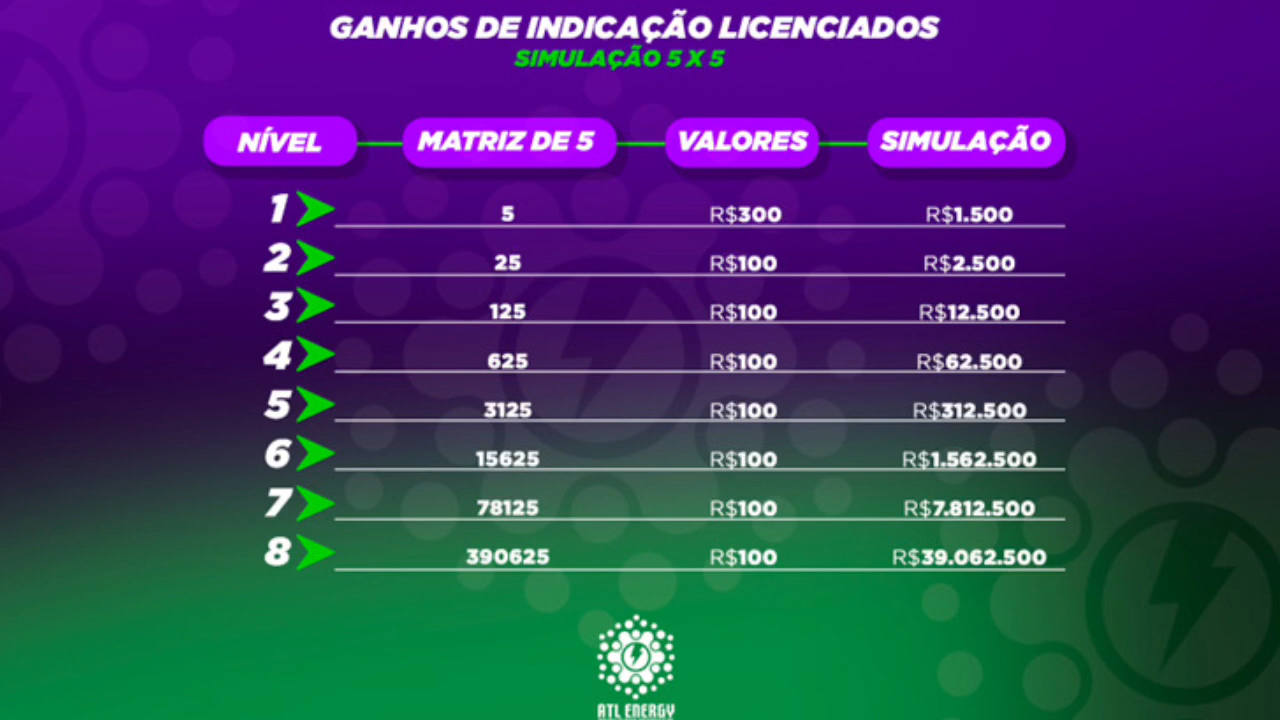 GANHOS DE INDICAÇÃO LICENCIADOS
SIMULAÇÃO 5 X 5
NÍVEL MATRIZ DE 5 VALORES SIMULAÇÃO
1 5 R$300 R$1.500
2 25 R$100 R$2.500
3 125 R$100 R$12.500
4 625 R$100 R$62.500
5 3125 R$100 R$312.500
6 15625 R$100 R$1.562.500
7 78125 R$100 R$7.812.500
8 390625 R$100 R$39.062.500
ATL ENERGY